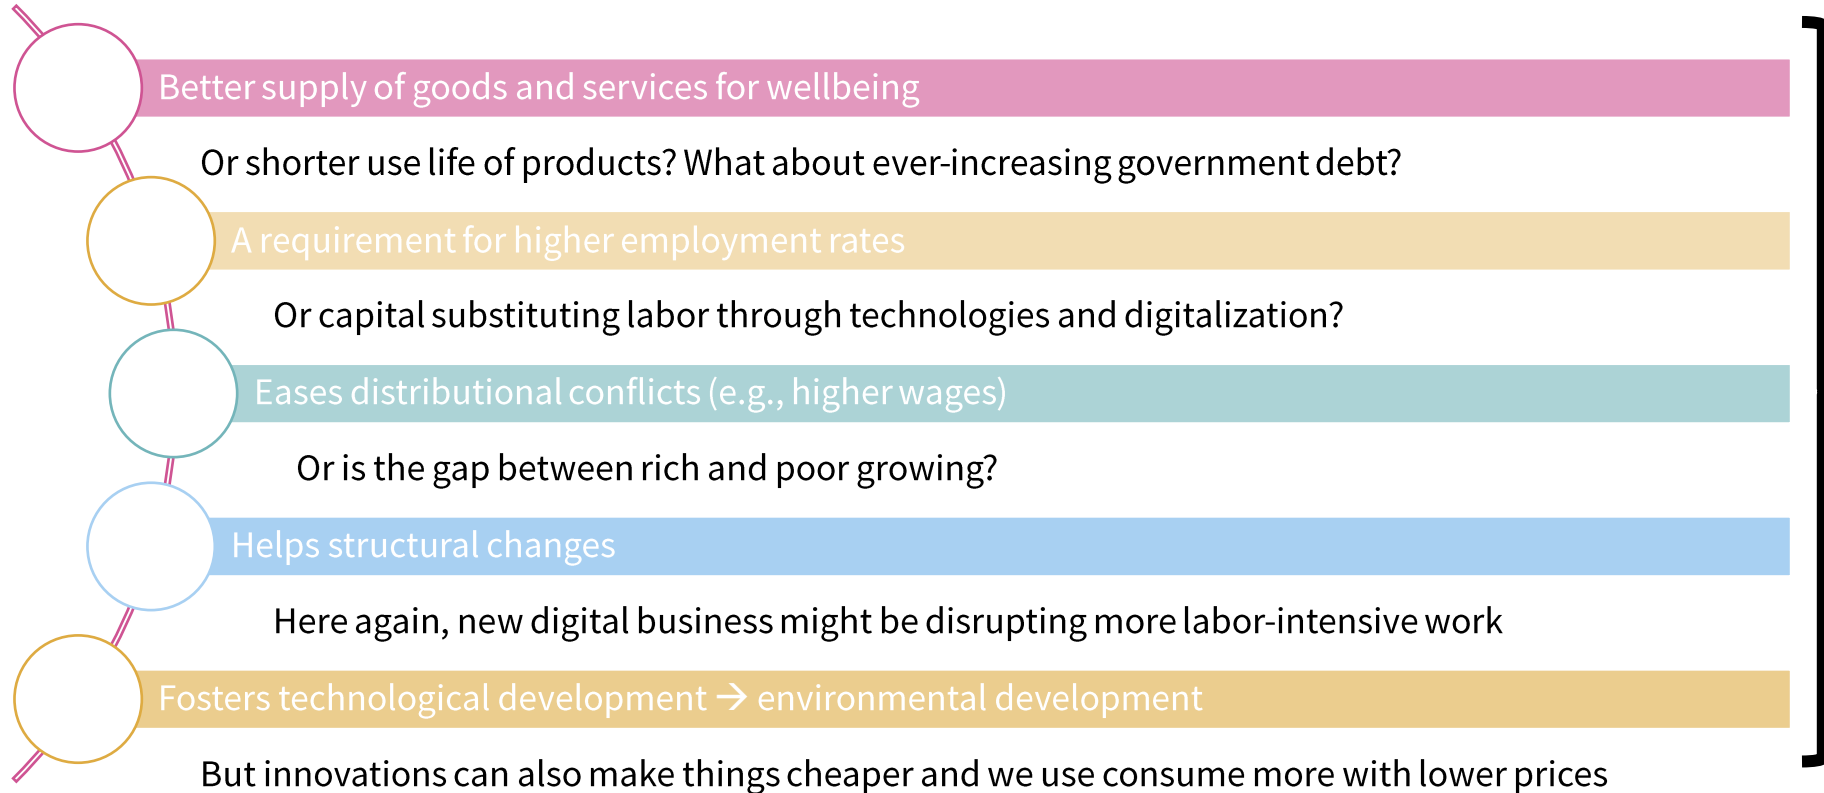 Better supply of goods and services for wellbeing
Or shorter use life of products? What about ever-increasing government debt?
A requirement for higher employment rates
Or capital substituting labor through technologies and digitalization?
Eases distributional conflicts (e.g., higher wages)
Or is the gap between rich and poor growing?
Helps structural changes
Here again, new digital business might be disrupting more labor-intensive work
Fosters technological development → environmental development
But innovations can also make things cheaper and we use consume more with lower prices